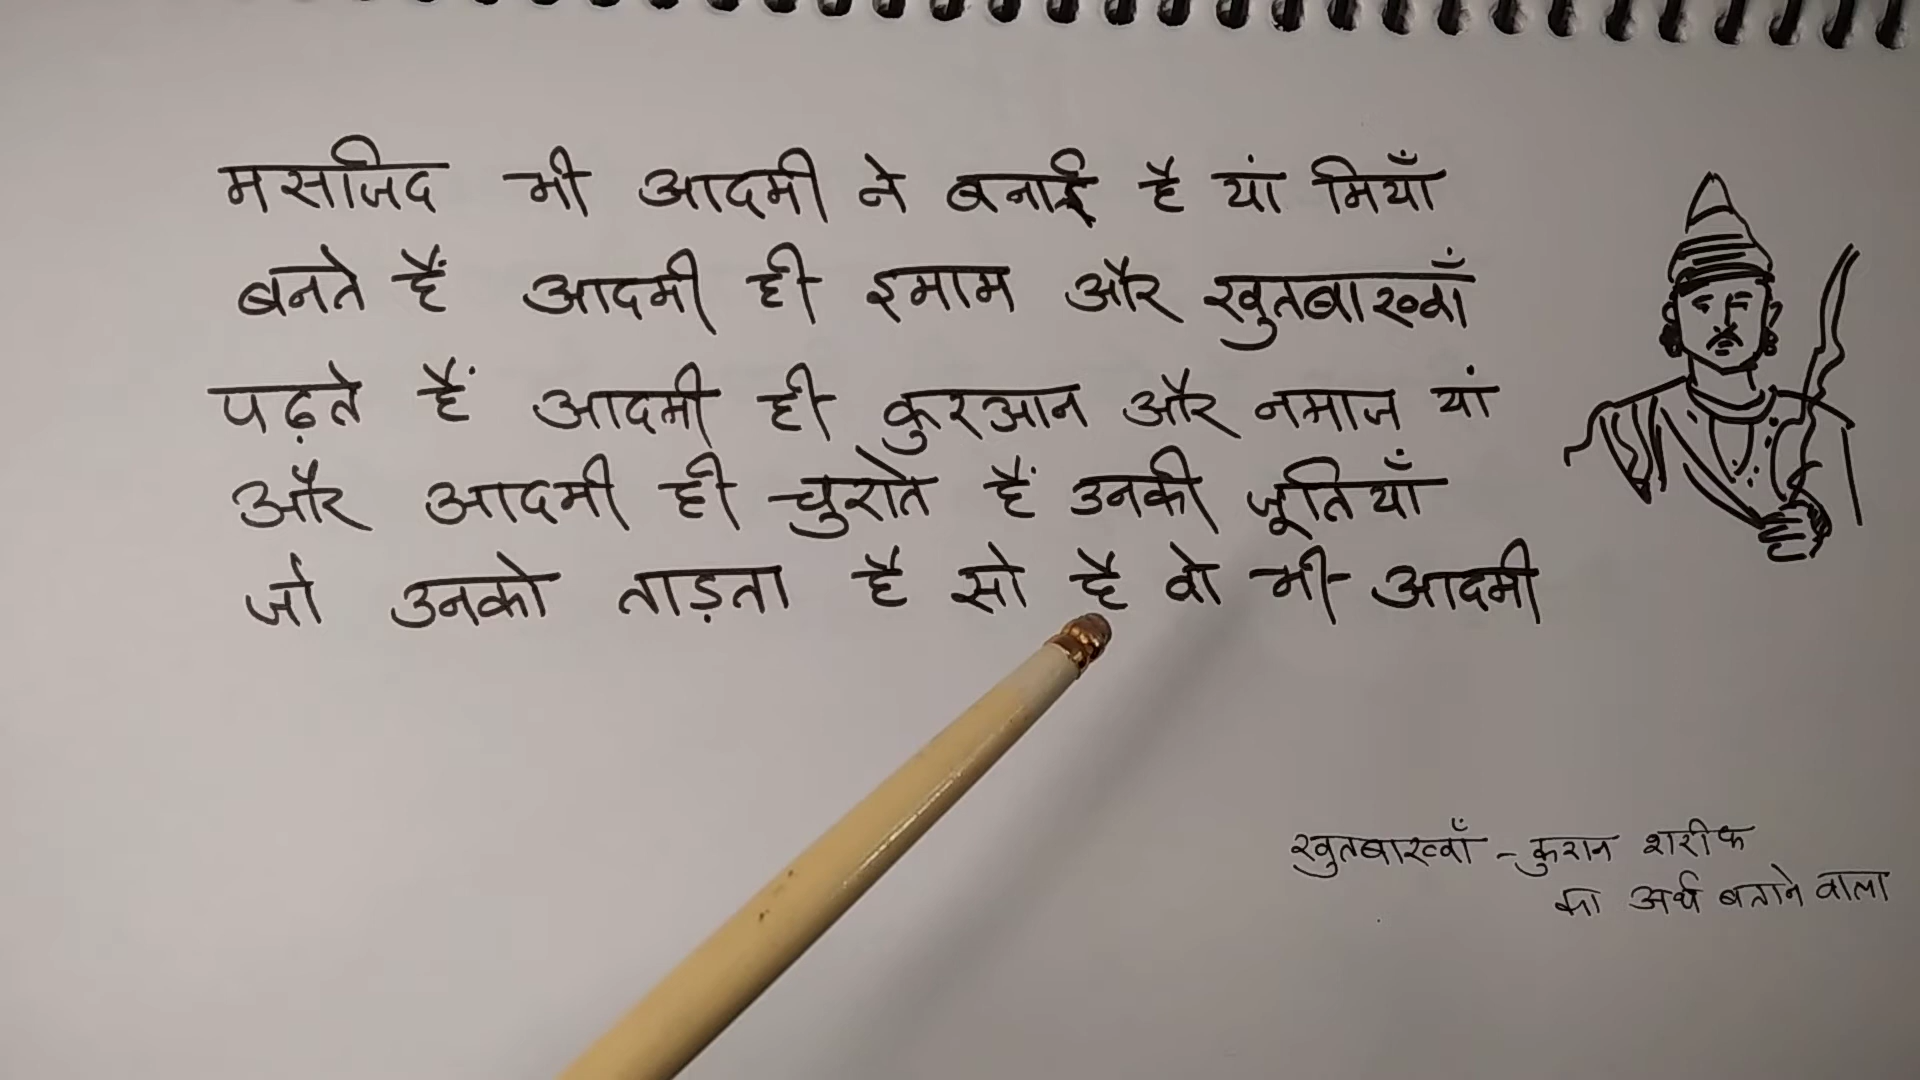 मसजिद भी आदमी ने बनाई है यां मियाँ
बनते हैं आदमी ही इमाम और खुतबाख्वाँ
पढ़ते हैं आदमी ही कुरआन और नमाज यां
और आदमी ही चुराते हैं उनकी जूतियाँ
जो उनको ताड़ता है सो है वो भी आदमी
खुतबाख्वाँ - कुरान शरीफ
का अर्थ बताने वाला